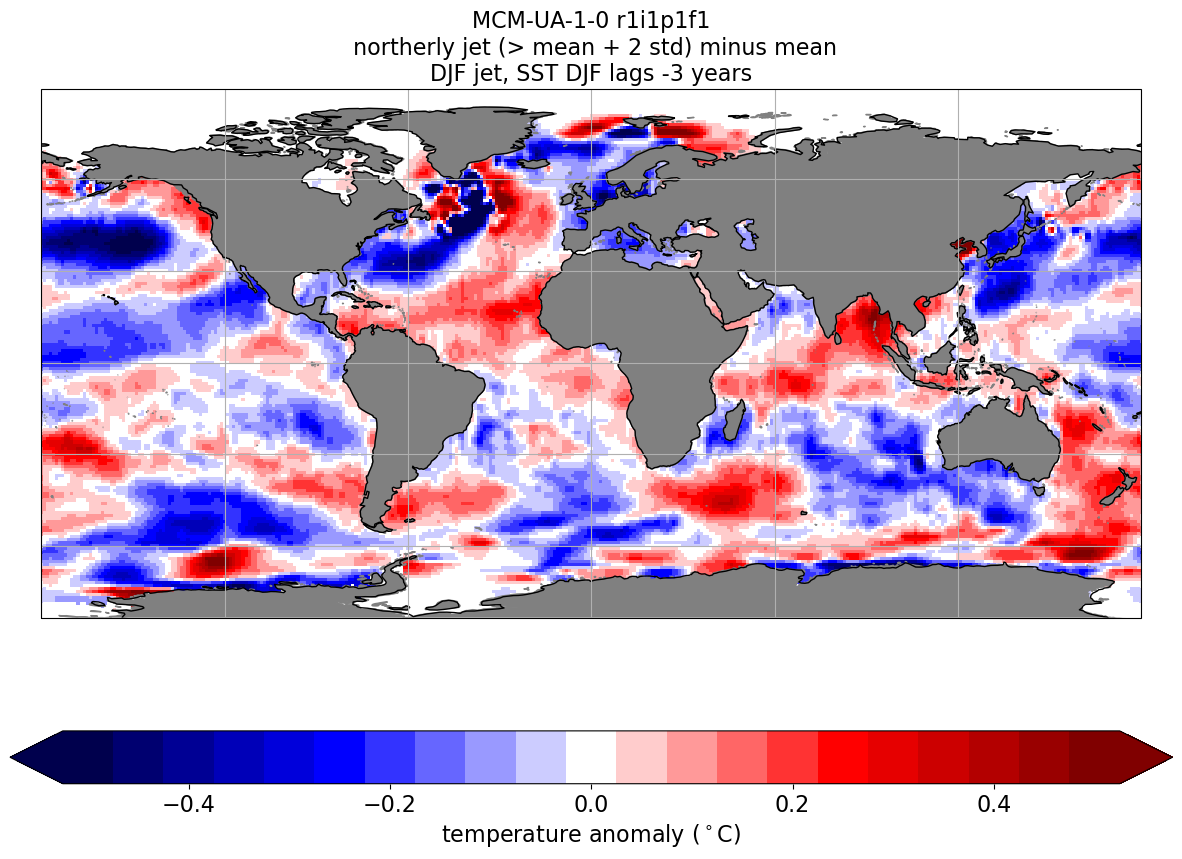 MCM-UA-1-0 r1i1p1f1
northerly jet (> mean + 2 std) minus mean
DJF jet, SST DJF lags -3 years
−0.4 −0.2 0.0 0.2 0.4
temperature anomaly (°C)